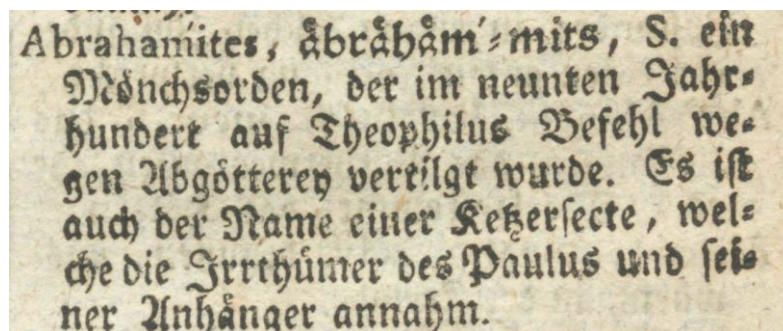 Abrahamites, åbråhåm'⸗mits, S. ein
Mönchsorden, der im neunten Jahr⸗
hundert auf Theophilus Befehl we⸗
gen Abgötterey vertilgt wurde. Es iſt
auch der Name einer Ketzerſecte, wel⸗
che die Irrthümer des Paulus und ſei⸗
ner Anhänger annahm.